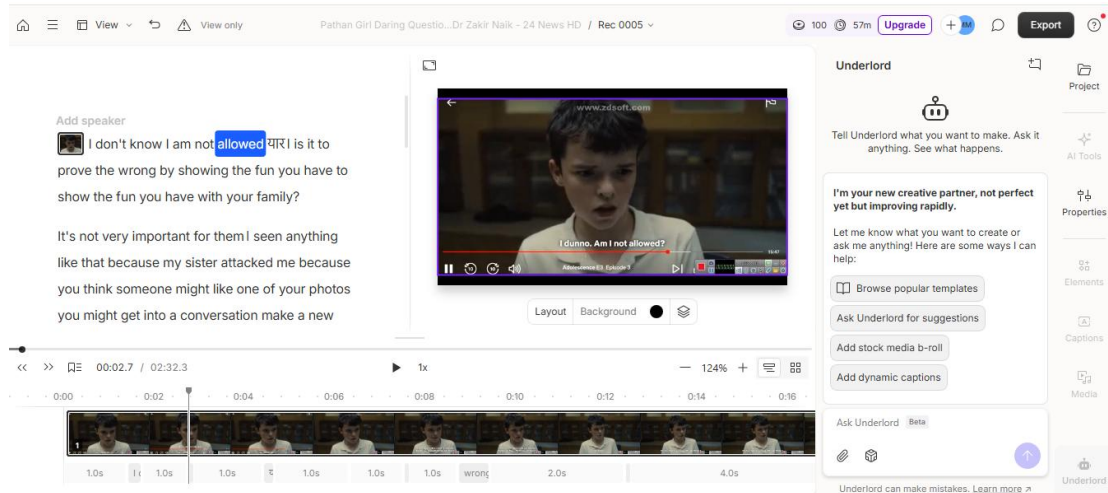 View
View only
Pathan Girl Daring Questio...Dr Zakir Naik - 24 News HD / Rec 0005
100
57m
Upgrade
Export
Add speaker
I don't know I am not allowed यार I is it to
prove the wrong by showing the fun you have to
show the fun you have with your family?
It's not very important for them I seen anything
like that because my sister attacked me because
you think someone might like one of your photos
you might get into a conversation make a new
www.zdsoft.com
I dunno. Am I not allowed?
Adolescence E3 Episode 3
Layout
Background
Underlord
Tell Underlord what you want to make. Ask it
anything. See what happens.
I'm your new creative partner, not perfect
yet but improving rapidly.
Let me know what you want to create or
ask me anything! Here are some ways I can
help:
Browse popular templates
Ask Underlord for suggestions
Add stock media b-roll
Add dynamic captions
Ask Underlord Beta
Underlord can make mistakes. Learn more
Project
AI Tools
Properties
Elements
Captions
Media
Underlord
00:02.7 / 02:32.3
1x
124%
0:00 0:02 0:04 0:06 0:08 0:10 0:12 0:14 0:16
1
1.0s 1.0s 1.0s 1.0s 1.0s 1.0s wrong 2.0s 4.0s